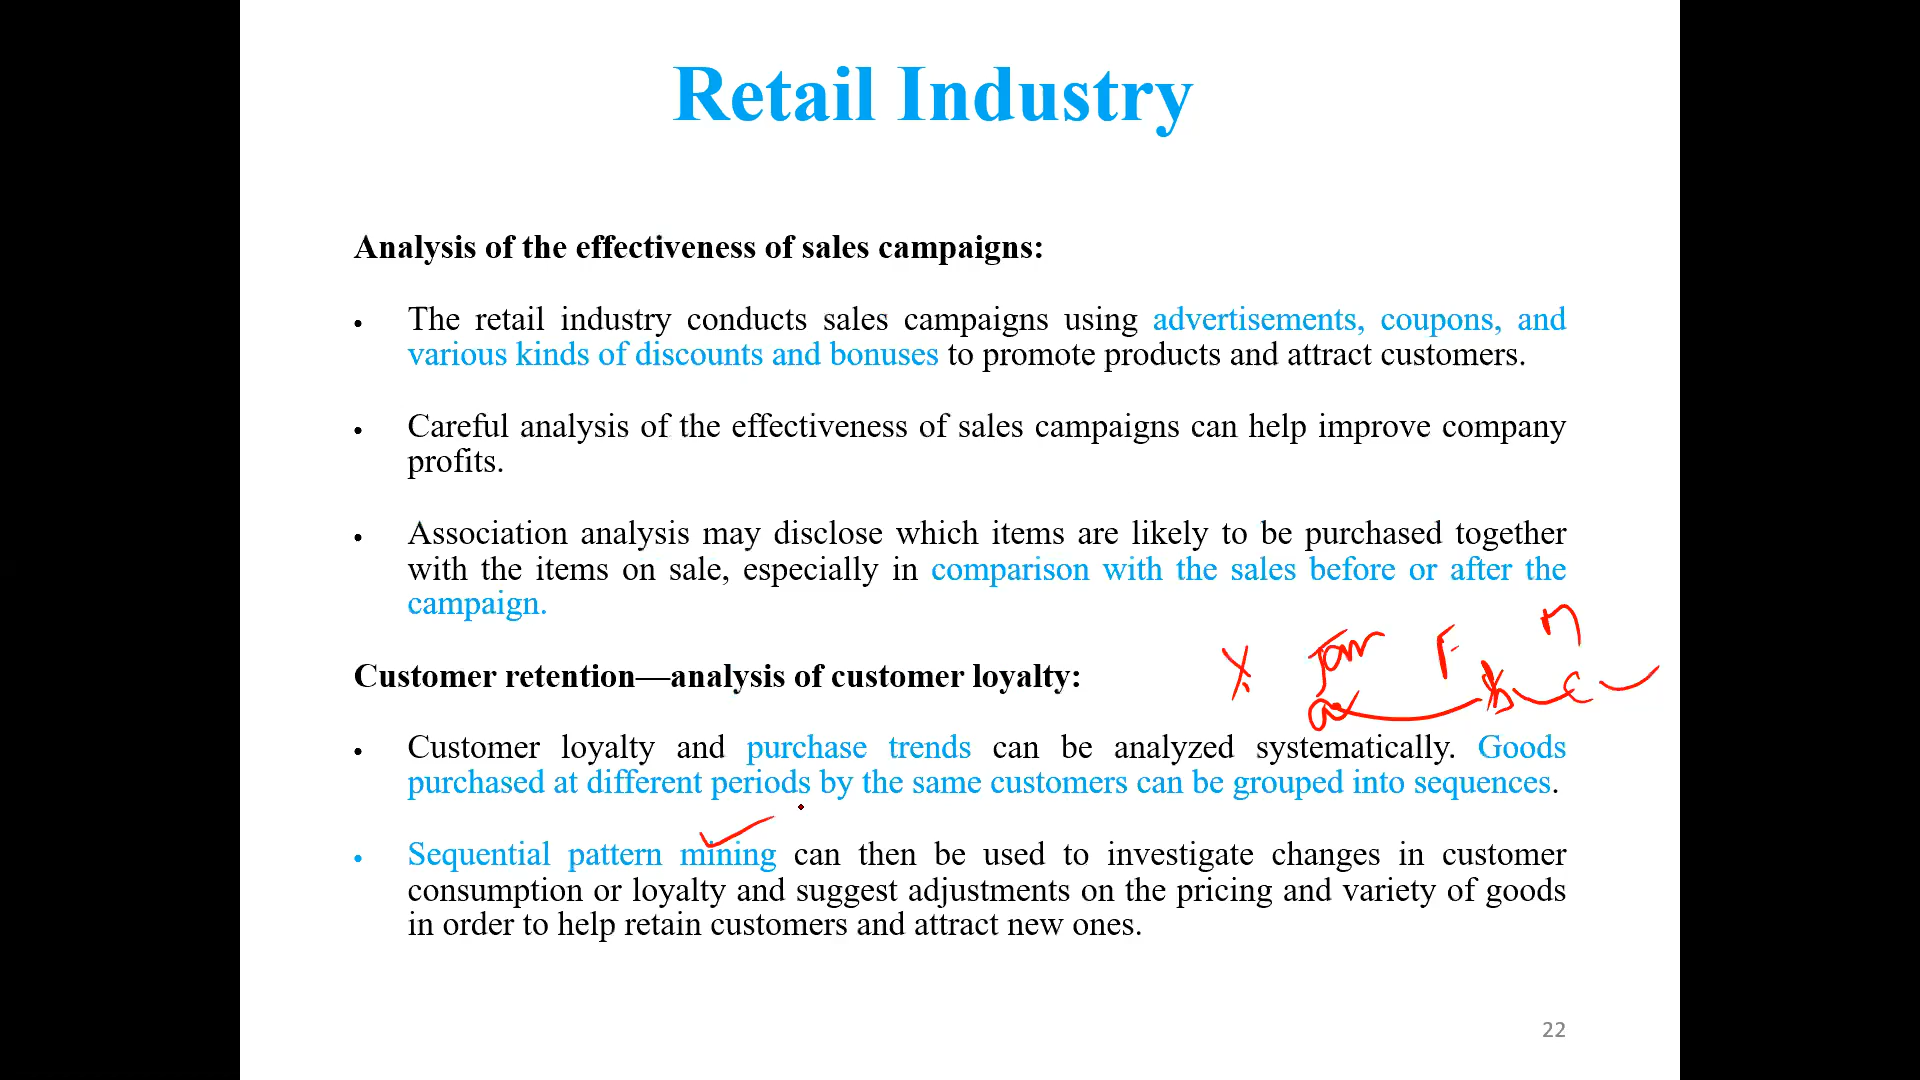 Retail Industry
Analysis of the effectiveness of sales campaigns:
• The retail industry conducts sales campaigns using advertisements, coupons, and
various kinds of discounts and bonuses to promote products and attract customers.
• Careful analysis of the effectiveness of sales campaigns can help improve company
profits.
• Association analysis may disclose which items are likely to be purchased together
with the items on sale, especially in comparison with the sales before or after the
campaign.
Jan F M
Customer retention—analysis of customer loyalty:
• Customer loyalty and purchase trends can be analyzed systematically. Goods
purchased at different periods by the same customers can be grouped into sequences.
• Sequential pattern mining can then be used to investigate changes in customer
consumption or loyalty and suggest adjustments on the pricing and variety of goods
in order to help retain customers and attract new ones.
22